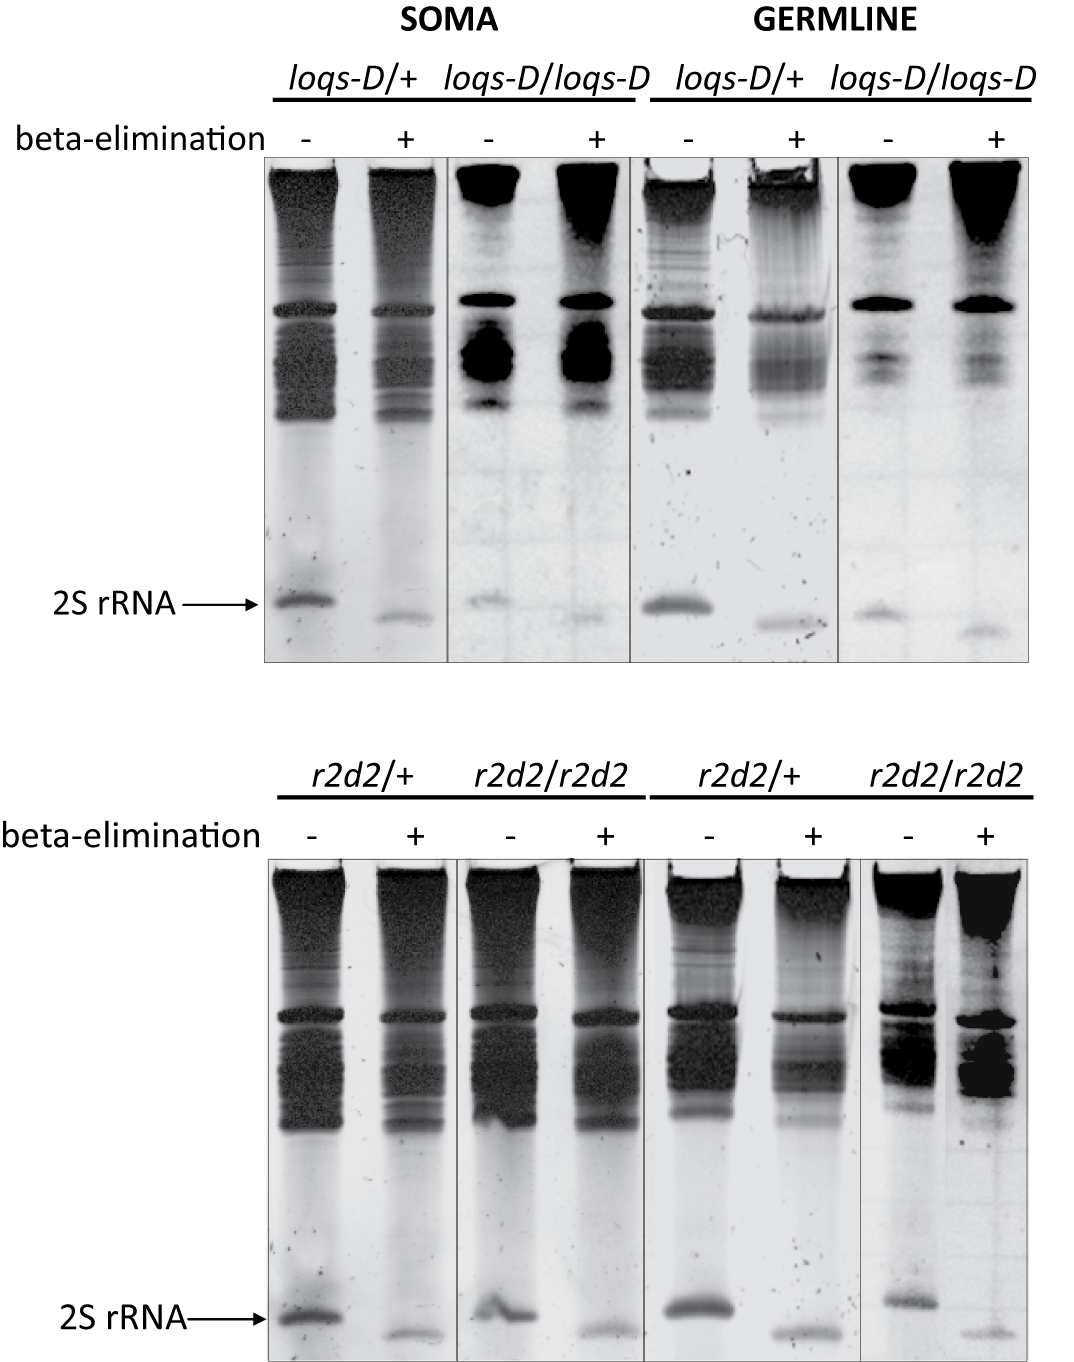 SOMA GERMLINE
loqs-D/+ loqs-D/loqs-D loqs-D/+ loqs-D/loqs-D
beta-elimination - + - + - + - +
2S rRNA
r2d2/+ r2d2/r2d2 r2d2/+ r2d2/r2d2
beta-elimination - + - + - + - +
2S rRNA